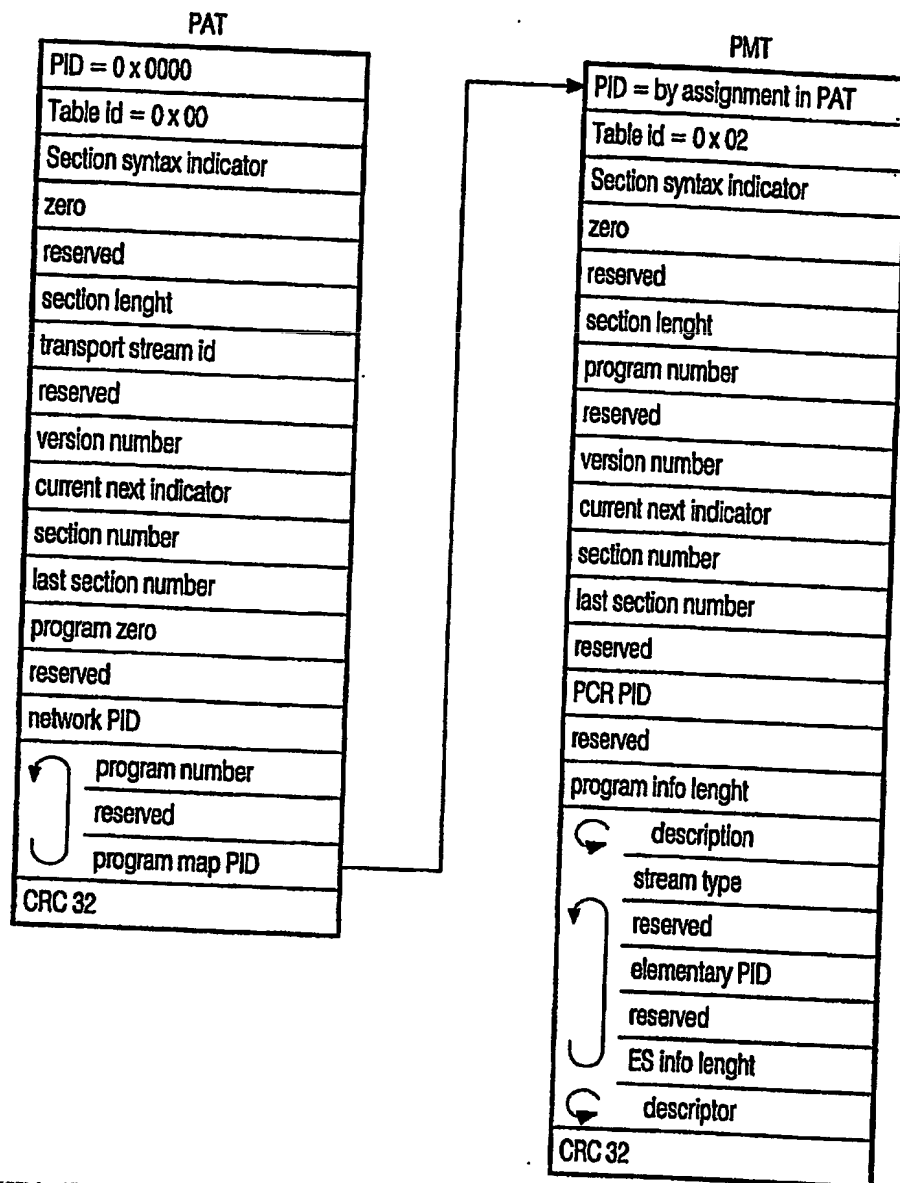 PAT
PID = 0 x 0000
Table id = 0 x 00
Section syntax indicator
zero
reserved
section lenght
transport stream id
reserved
version number
current next indicator
section number
last section number
program zero
reserved
network PID
program number
reserved
program map PID
CRC 32
PMT
PID = by assignment in PAT
Table id = 0 x 02
Section syntax indicator
zero
reserved
section lenght
program number
reserved
version number
current next indicator
section number
last section number
reserved
PCR PID
reserved
program info lenght
description
stream type
reserved
elementary PID
reserved
ES info lenght
descriptor
CRC 32